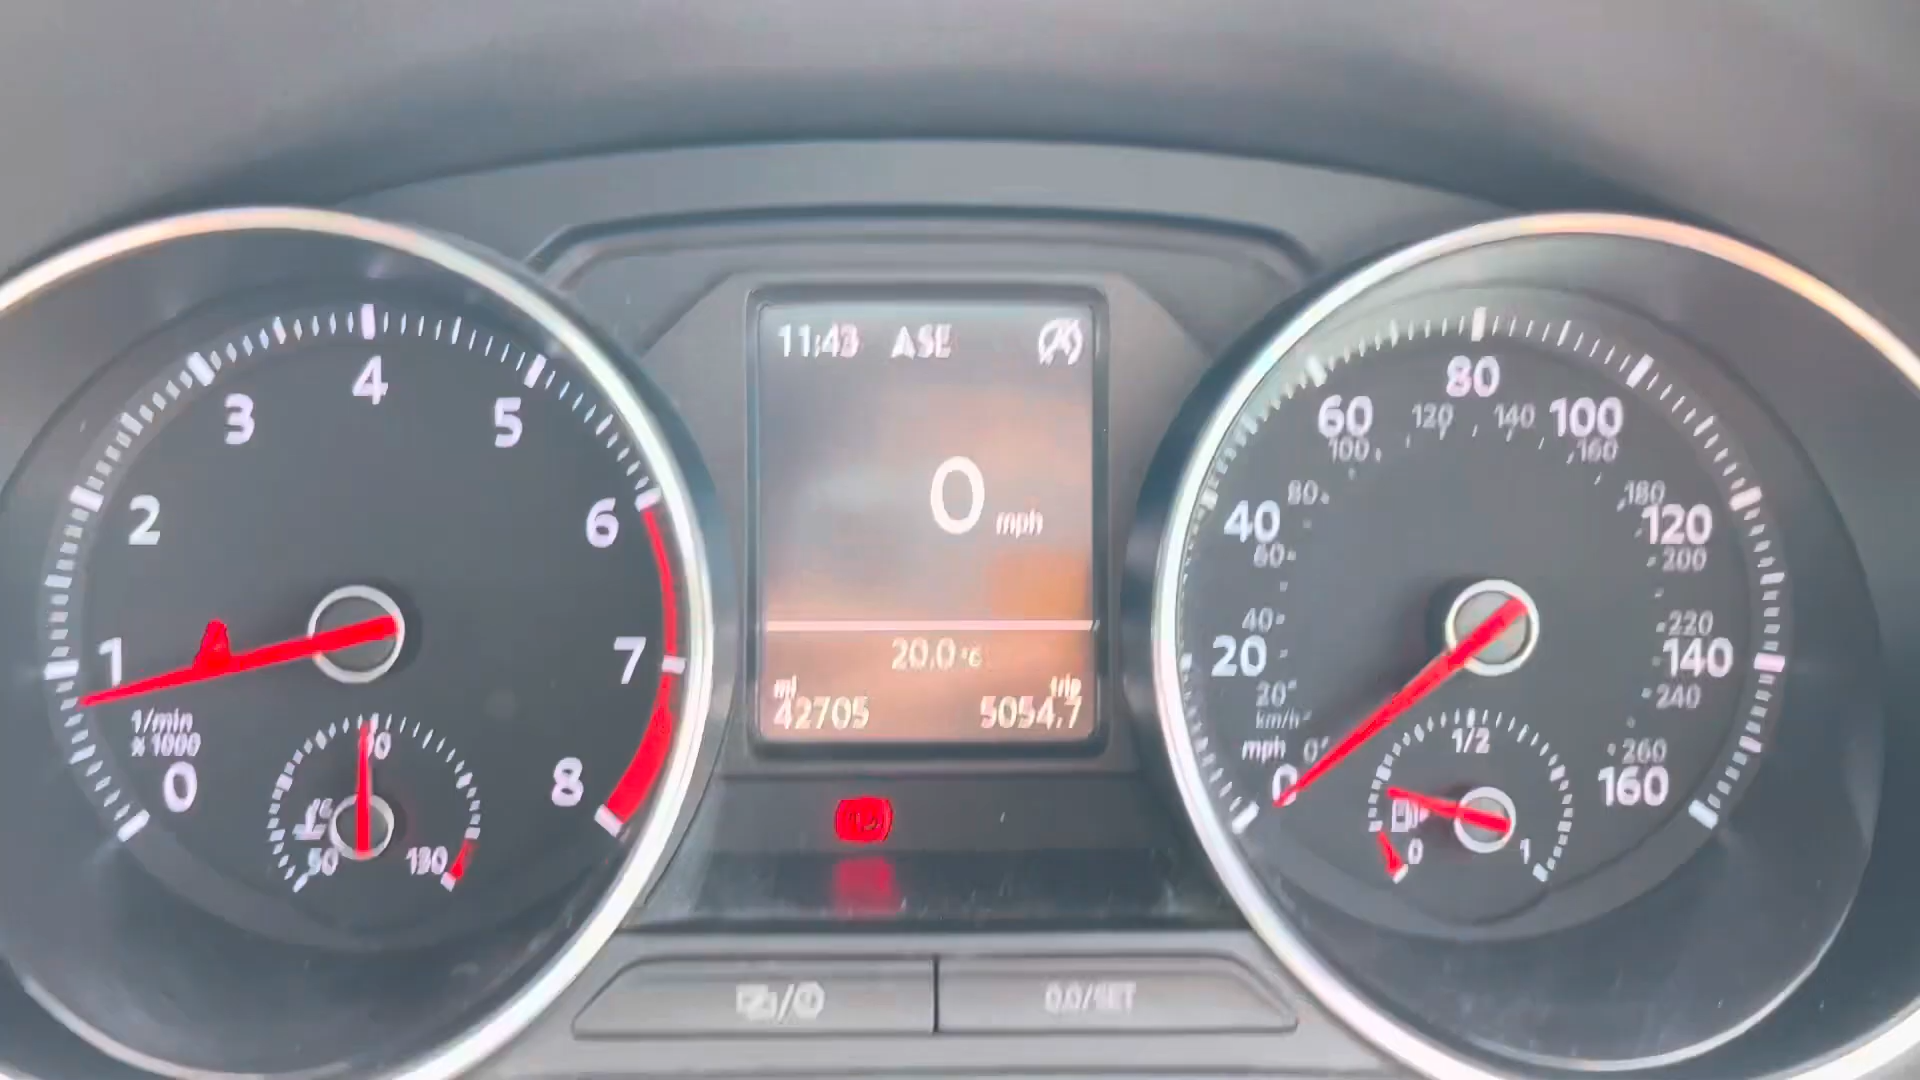 11:43 ASE
0 mph
20.0 °C
mi trip
42705 5054.7
0 1 2 3 4 5 6 7 8
1/min
x 1000
50 90 130
0 20 40 60 80 100 120 140 160
mph
km/h
0 20 40 60 80 100 120 140 160 180 200 220 240 260
0 1/2 1
0.0/SET